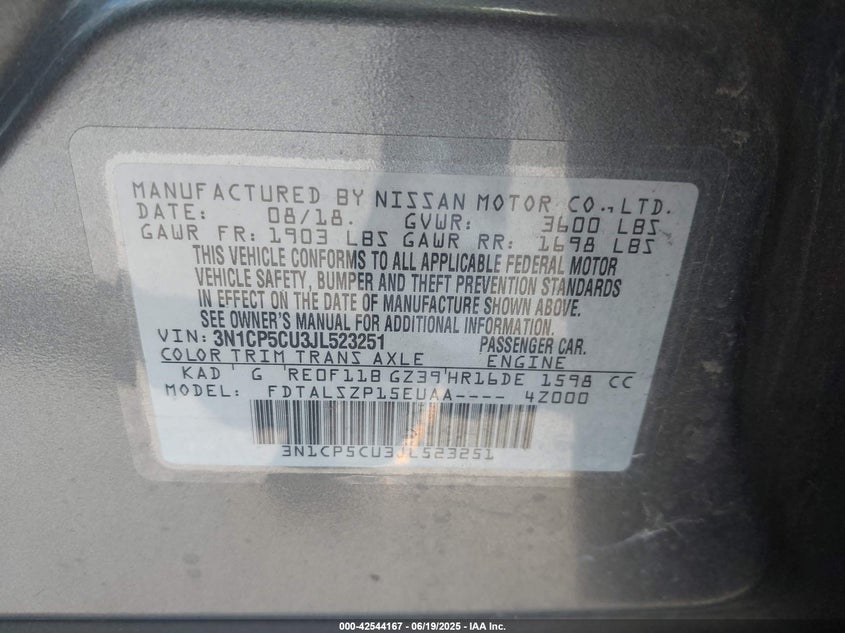 MANUFACTURED BY NISSAN MOTOR CO.,LTD.
DATE: 08/18. GVWR: 3600 LBS
GAWR FR: 1903 LBS GAWR RR: 1698 LBS
THIS VEHICLE CONFORMS TO ALL APPLICABLE FEDERAL MOTOR
VEHICLE SAFETY, BUMPER AND THEFT PREVENTION STANDARDS
IN EFFECT ON THE DATE OF MANUFACTURE SHOWN ABOVE.
SEE OWNER'S MANUAL FOR ADDITIONAL INFORMATION.
VIN: 3N1CP5CU3JL523251 PASSENGER CAR.
COLOR TRIM TRANS AXLE ENGINE
KAD G RE0F11B GZ39 HR16DE 1598 CC
MODEL: FDTALSZP15EUAA---- 4Z000
3N1CP5CU3JL523251
000-42544167 - 06/19/2025 - IAA Inc.